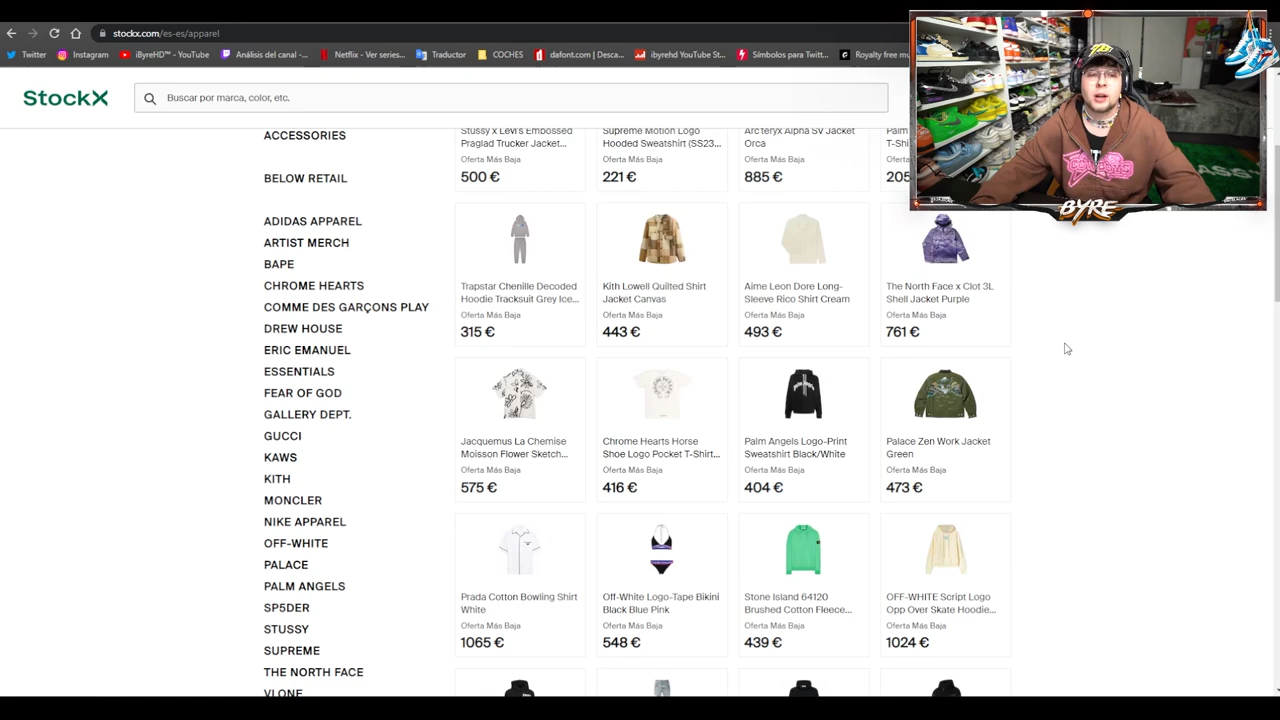 stockx.com/es-es/apparel
Twitter
Instagram
iByreHD™ - YouTube
Análisis del canal -...
Netflix - Ver series...
Traductor
COCHES
dafont.com | Desca...
ibyrehd YouTube St...
Símbolos para Twitt...
Royalty free mu
StockX
Buscar por marca, color, etc.
BYRE
ACCESSORIES
BELOW RETAIL
ADIDAS APPAREL
ARTIST MERCH
BAPE
CHROME HEARTS
COMME DES GARÇONS PLAY
DREW HOUSE
ERIC EMANUEL
ESSENTIALS
FEAR OF GOD
GALLERY DEPT.
GUCCI
KAWS
KITH
MONCLER
NIKE APPAREL
OFF-WHITE
PALACE
PALM ANGELS
SP5DER
STUSSY
SUPREME
THE NORTH FACE
VLONE
Stussy x Levi's Embossed
Praglad Trucker Jacket...
Oferta Más Baja
500 €
Supreme Motion Logo
Hooded Sweatshirt (SS23...
Oferta Más Baja
221 €
Arc'teryx Alpha SV Jacket
Orca
Oferta Más Baja
885 €
Palm
T-Shi
Oferta
205
Trapstar Chenille Decoded
Hoodie Tracksuit Grey Ice...
Oferta Más Baja
315 €
Kith Lowell Quilted Shirt
Jacket Canvas
Oferta Más Baja
443 €
Aime Leon Dore Long-
Sleeve Rico Shirt Cream
Oferta Más Baja
493 €
The North Face x Clot 3L
Shell Jacket Purple
Oferta Más Baja
761 €
Jacquemus La Chemise
Moisson Flower Sketch...
Oferta Más Baja
575 €
Chrome Hearts Horse
Shoe Logo Pocket T-Shirt...
Oferta Más Baja
416 €
Palm Angels Logo-Print
Sweatshirt Black/White
Oferta Más Baja
404 €
Palace Zen Work Jacket
Green
Oferta Más Baja
473 €
Prada Cotton Bowling Shirt
White
Oferta Más Baja
1065 €
Off-White Logo-Tape Bikini
Black Blue Pink
Oferta Más Baja
548 €
Stone Island 64120
Brushed Cotton Fleece...
Oferta Más Baja
439 €
OFF-WHITE Script Logo
Opp Over Skate Hoodie...
Oferta Más Baja
1024 €